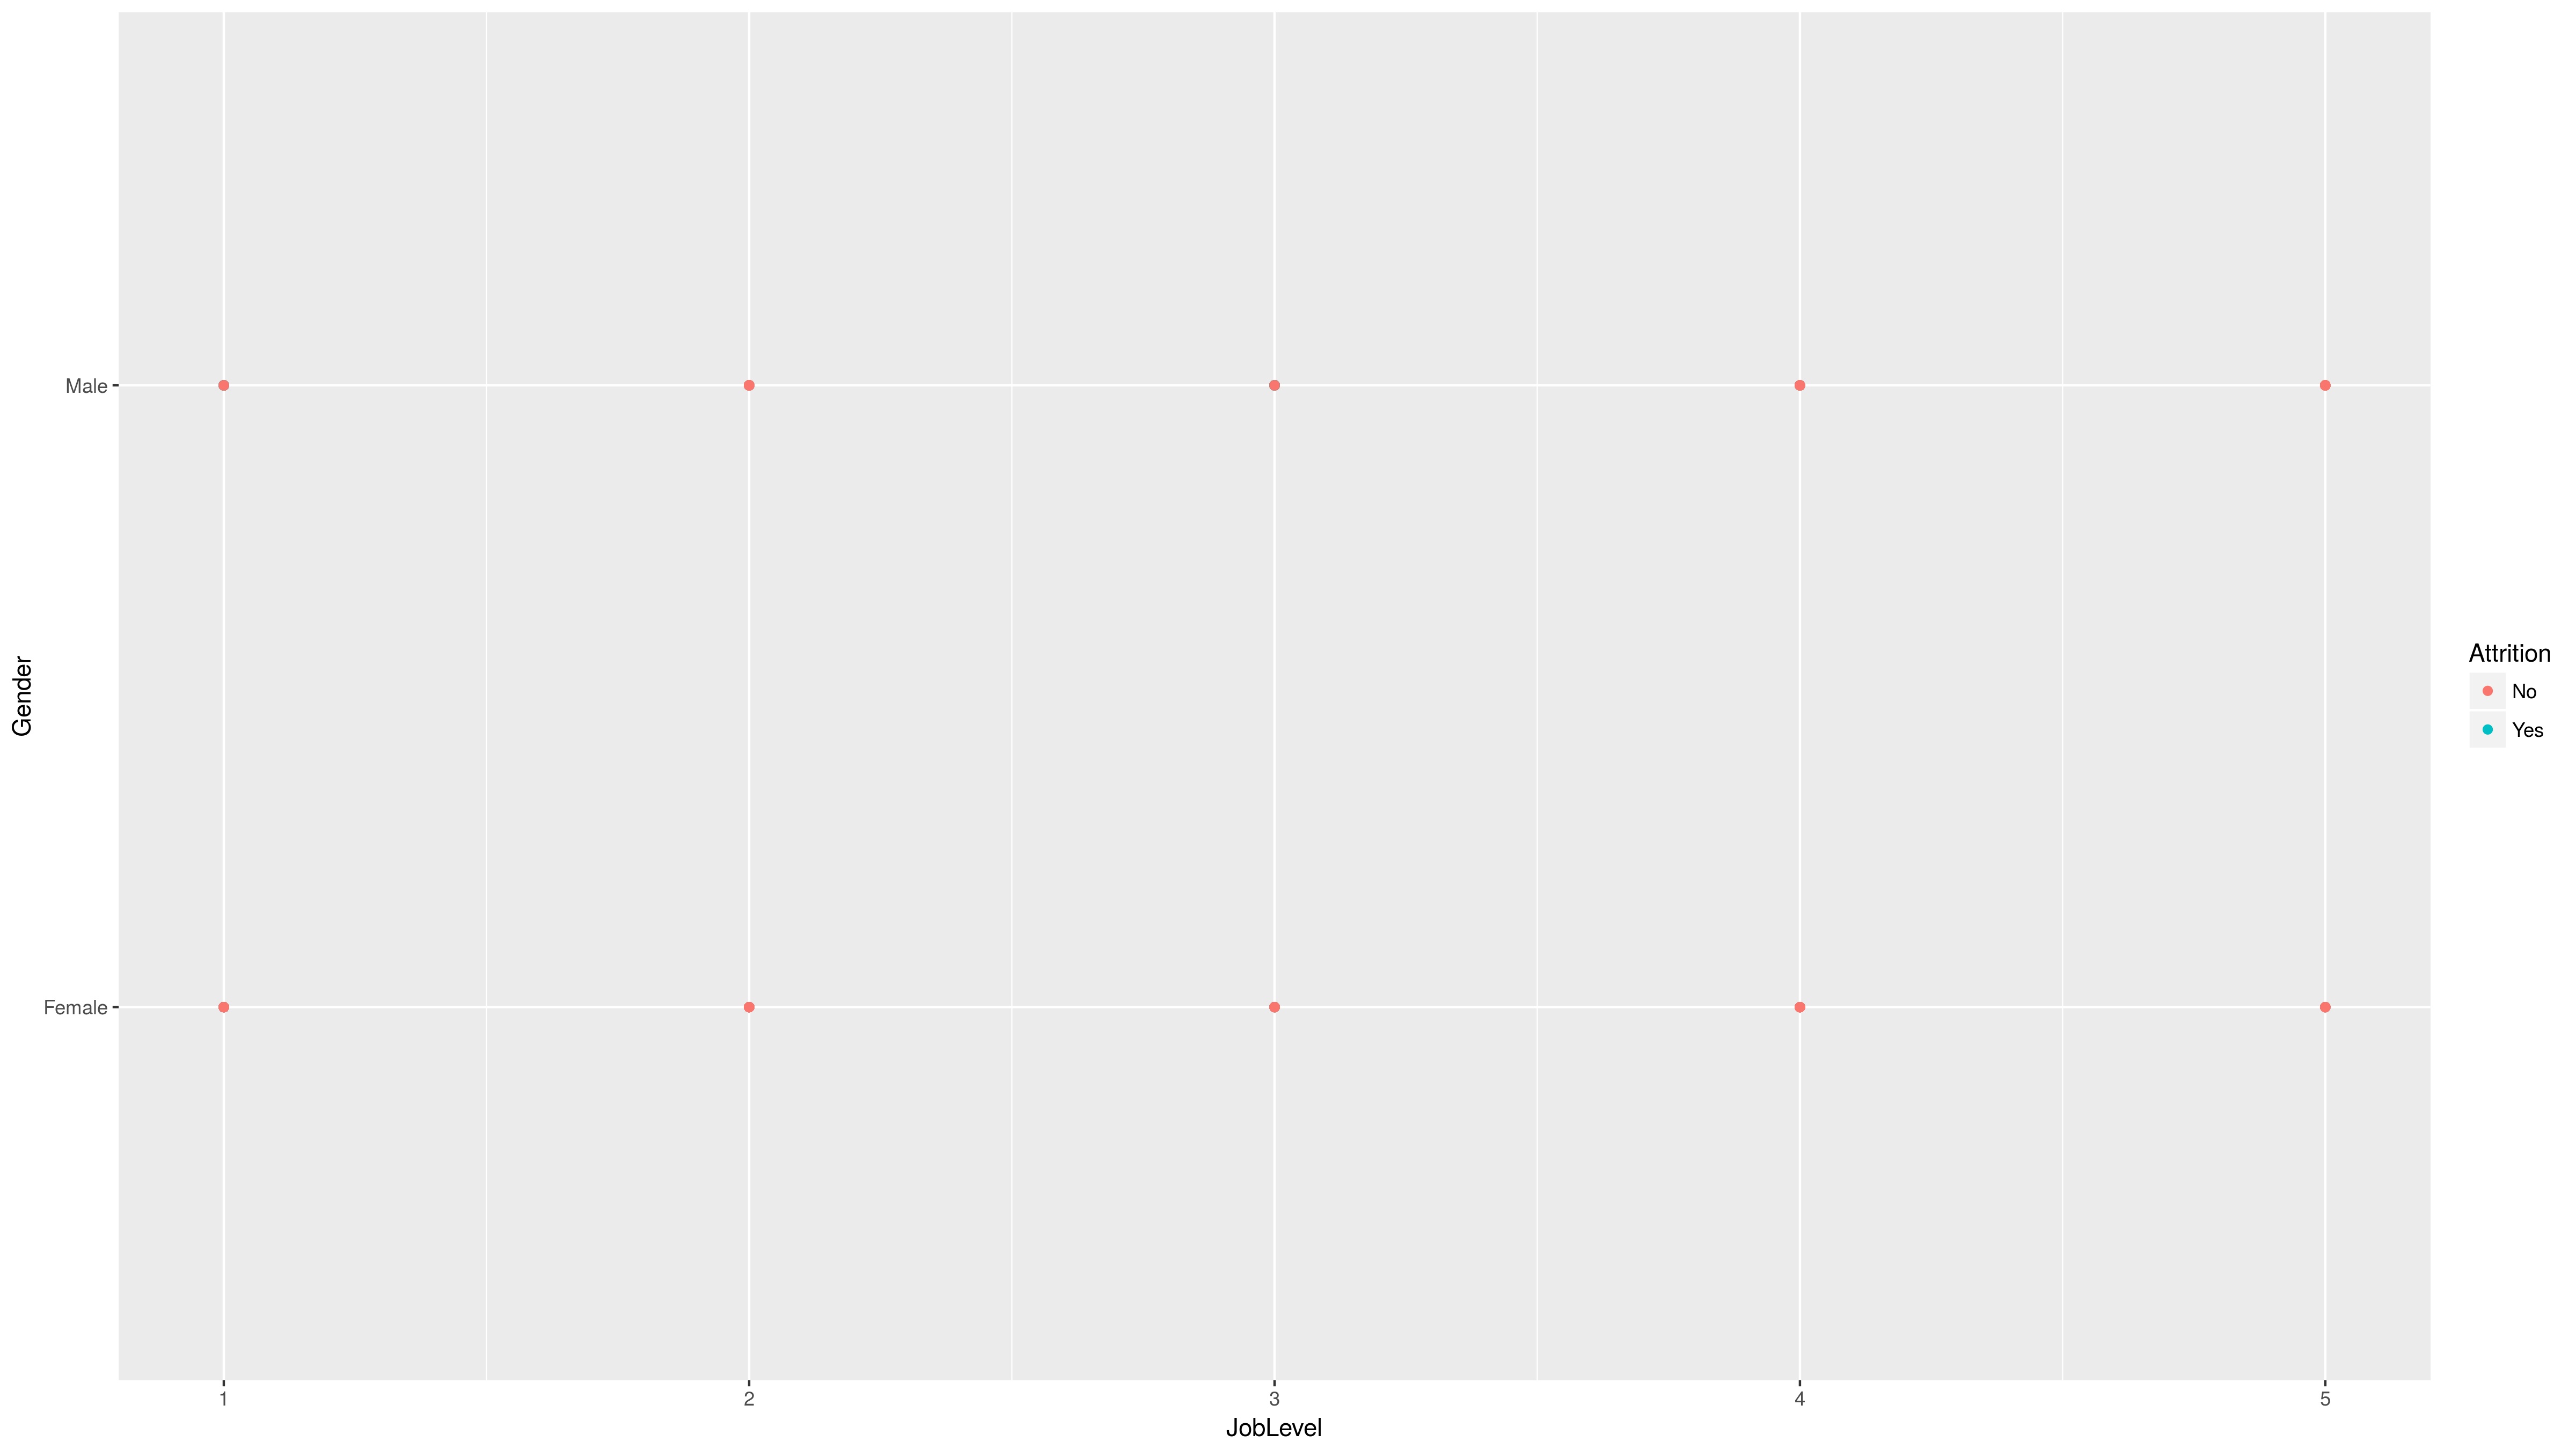 Male
Female
Gender
1 2 3 4 5
JobLevel
Attrition
No
Yes